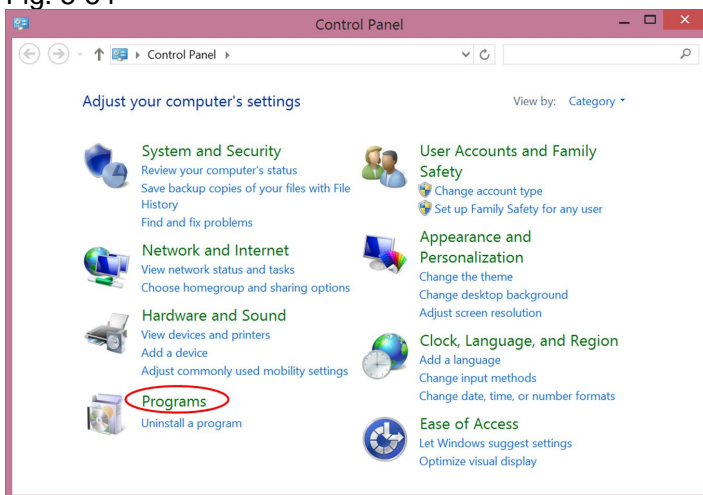 Control Panel
Control Panel
Adjust your computer's settings
View by: Category
System and Security
Review your computer's status
Save backup copies of your files with File
History
Find and fix problems
Network and Internet
View network status and tasks
Choose homegroup and sharing options
Hardware and Sound
View devices and printers
Add a device
Adjust commonly used mobility settings
Programs
Uninstall a program
User Accounts and Family
Safety
Change account type
Set up Family Safety for any user
Appearance and
Personalization
Change the theme
Change desktop background
Adjust screen resolution
Clock, Language, and Region
Add a language
Change input methods
Change date, time, or number formats
Ease of Access
Let Windows suggest settings
Optimize visual display